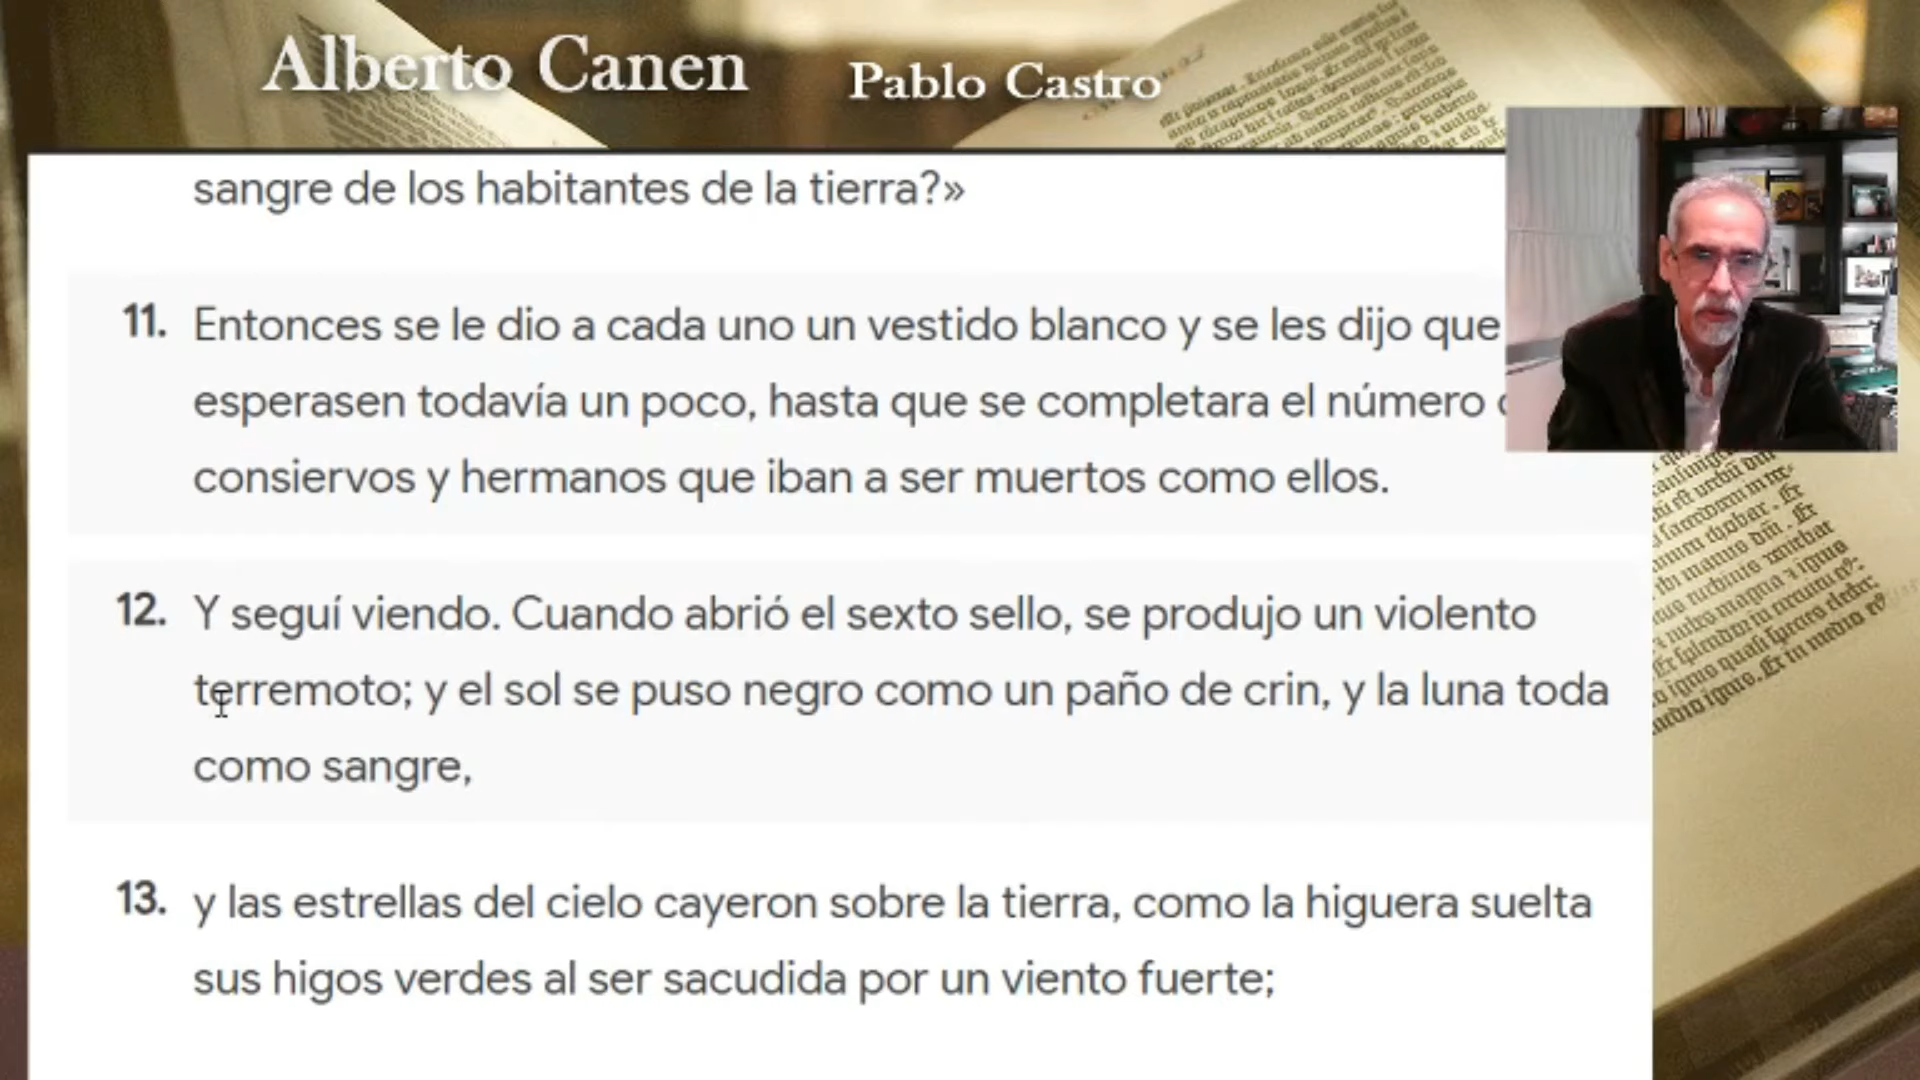 Alberto Canen
Pablo Castro
sangre de los habitantes de la tierra?»
11. Entonces se le dio a cada uno un vestido blanco y se les dijo que
esperasen todavía un poco, hasta que se completara el número
consiervos y hermanos que iban a ser muertos como ellos.
12. Y seguí viendo. Cuando abrió el sexto sello, se produjo un violento
terremoto; y el sol se puso negro como un paño de crin, y la luna toda
como sangre,
13. y las estrellas del cielo cayeron sobre la tierra, como la higuera suelta
sus higos verdes al ser sacudida por un viento fuerte;